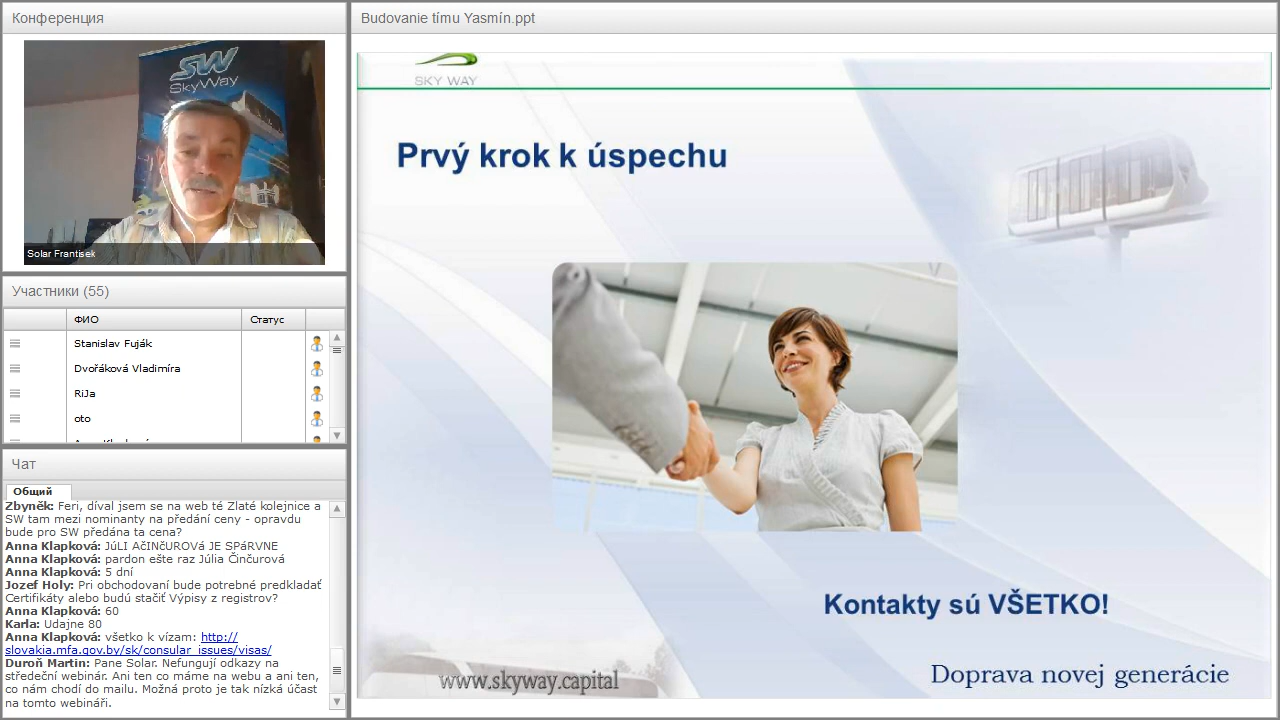 Конференция
SW
SkyWay
Solar Frantisek
Участники (55)
ФИО Статус
Stanislav Fuják
Dvořáková Vladimíra
RiJa
oto
Чат
Общий
Zbyněk: Feri, díval jsem se na web té Zlaté kolejnice a
SW tam mezi nominanty na předání ceny - opravdu
bude pro SW předána ta cena?
Anna Klapková: JúLI AčINčUROVá JE SPáRVNE
Anna Klapková: pardon ešte raz Júlia Činčurová
Anna Klapková: 5 dní
Jozef Holy: Pri obchodovaní bude potrebné predkladať
Certifikáty alebo budú stačiť Výpisy z registrov?
Anna Klapková: 60
Karla: Udajne 80
Anna Klapková: všetko k vízam: http://
slovakia.mfa.gov.by/sk/consular_issues/visas/
Duroň Martin: Pane Solar. Nefungují odkazy na
středeční webinár. Ani ten co máme na webu a ani ten,
co nám chodí do mailu. Možná proto je tak nízká účast
na tomto webináři.
Budovanie tímu Yasmín.ppt
SKY WAY
Prvý krok k úspechu
Kontakty sú VŠETKO!
www.skyway.capital
Doprava novej generácie